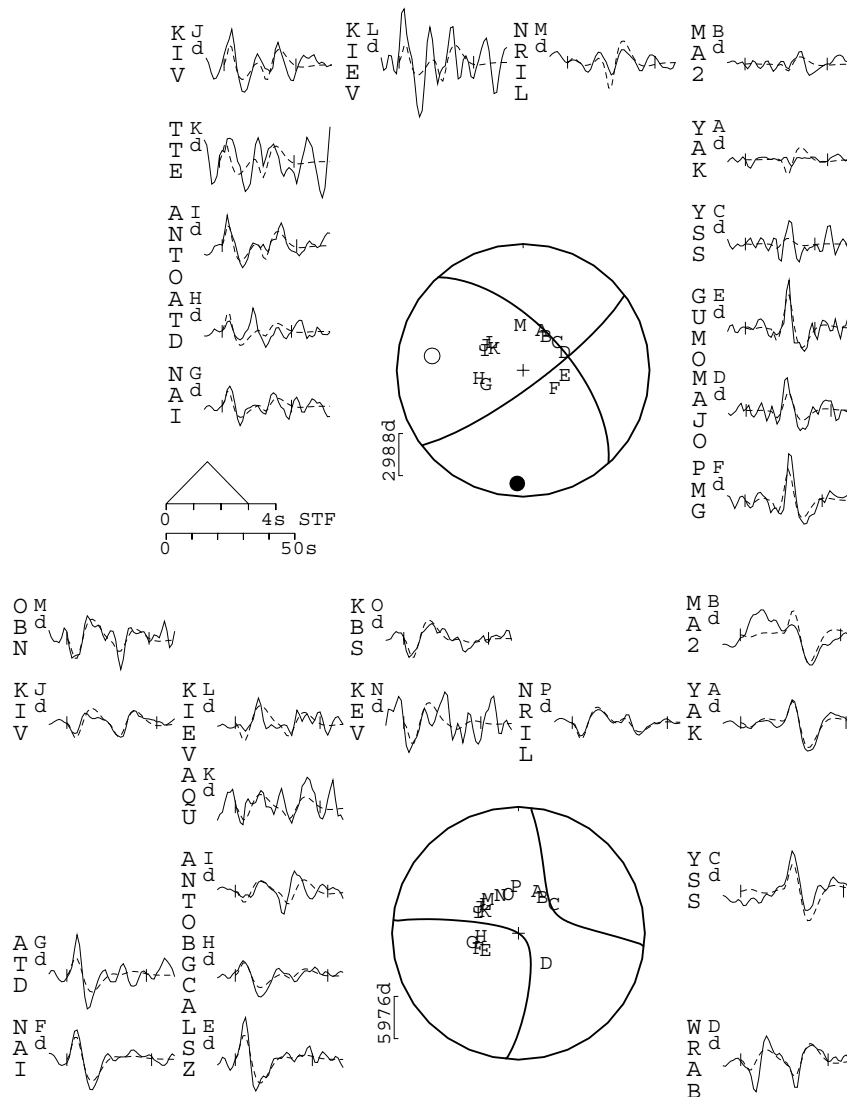 KIV J d
KIEV L d
NRIL M d
MA2 B d
TTE K d
YAK A d
ANTO I d
YSS C d
ATD H d
GUMO E d
NAI G d
MAJO D d
PMG F d
M A B C D E F G H I J L K
2988d
0 4s STF
0 50s
OBN M d
KBS O d
MA2 B d
KIV J d
KIEV L d
KEV N d
NRIL P d
YAK A d
AQU K d
ANTO I d
YSS C d
ATD G d
BGCA H d
NAI F d
LSZ E d
WRAB D d
P O N M A B C K H G F E D
5976d